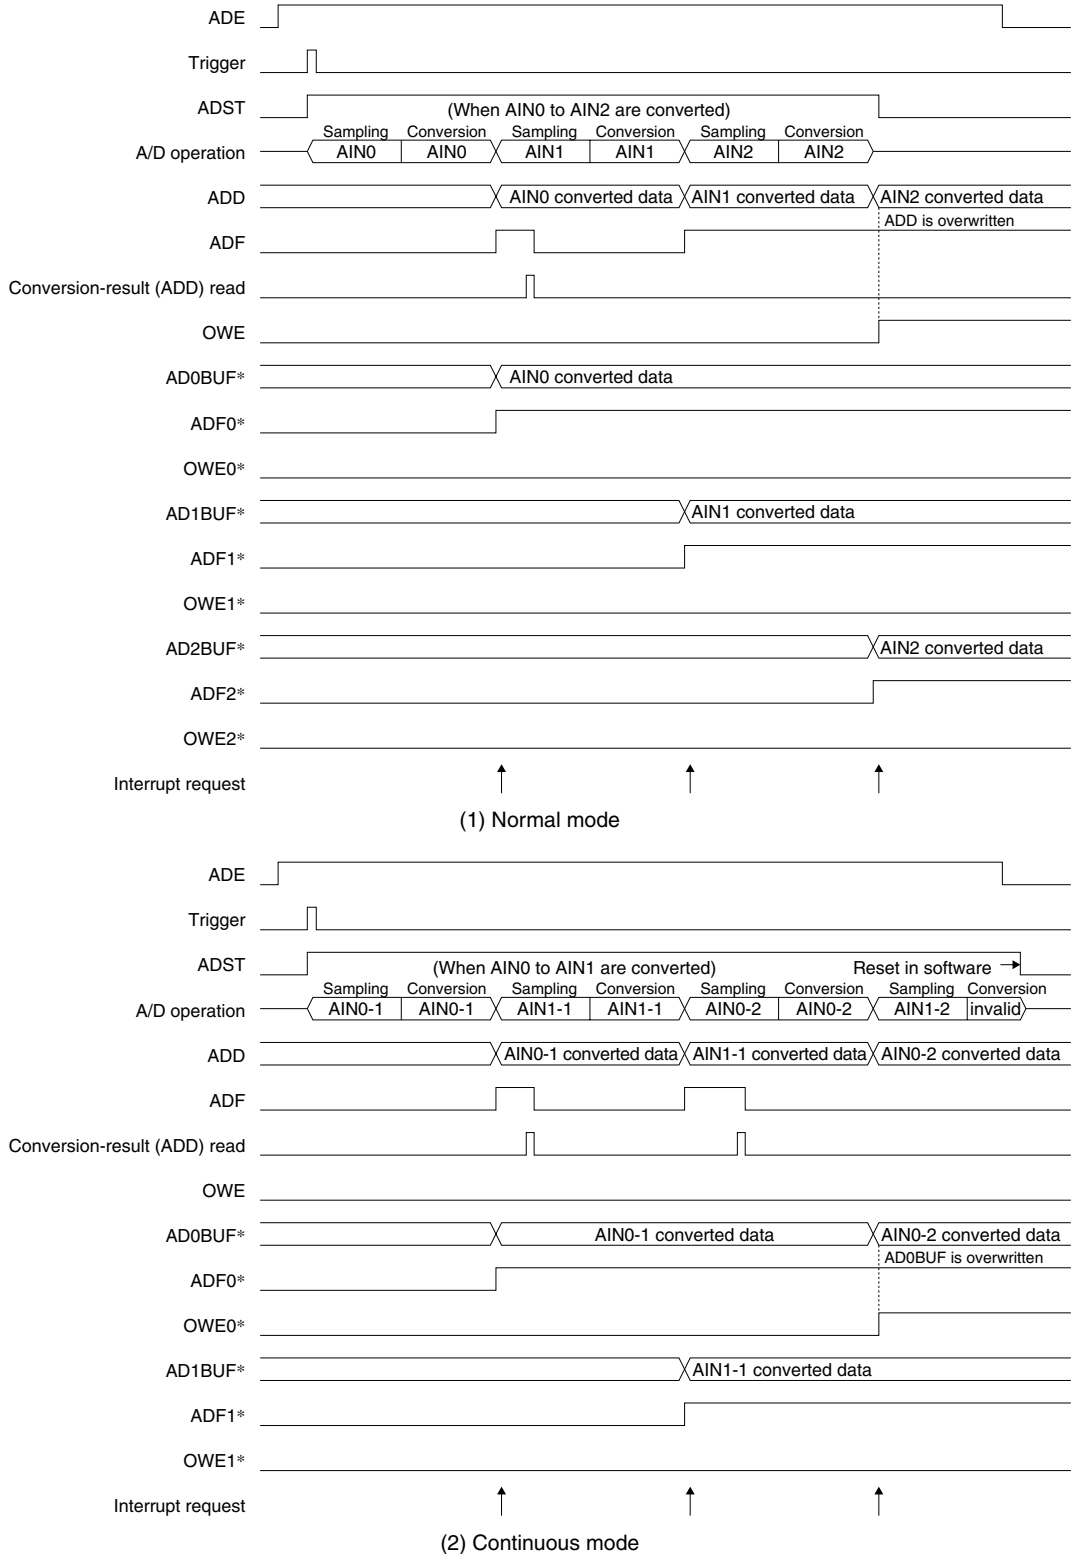 ADE
Trigger
ADST (When AIN0 to AIN2 are converted)
Sampling Conversion Sampling Conversion Sampling Conversion
A/D operation AIN0 AIN0 AIN1 AIN1 AIN2 AIN2
ADD AIN0 converted data AIN1 converted data AIN2 converted data
ADD is overwritten
ADF
Conversion-result (ADD) read
OWE
AD0BUF* AIN0 converted data
ADF0*
OWE0*
AD1BUF* AIN1 converted data
ADF1*
OWE1*
AD2BUF* AIN2 converted data
ADF2*
OWE2*
Interrupt request
(1) Normal mode
ADE
Trigger
ADST (When AIN0 to AIN1 are converted) Reset in software
Sampling Conversion Sampling Conversion Sampling Conversion Sampling Conversion
A/D operation AIN0-1 AIN0-1 AIN1-1 AIN1-1 AIN0-2 AIN0-2 AIN1-2 invalid
ADD AIN0-1 converted data AIN1-1 converted data AIN0-2 converted data
ADF
Conversion-result (ADD) read
OWE
AD0BUF* AIN0-1 converted data AIN0-2 converted data
AD0BUF is overwritten
ADF0*
OWE0*
AD1BUF* AIN1-1 converted data
ADF1*
OWE1*
Interrupt request
(2) Continuous mode